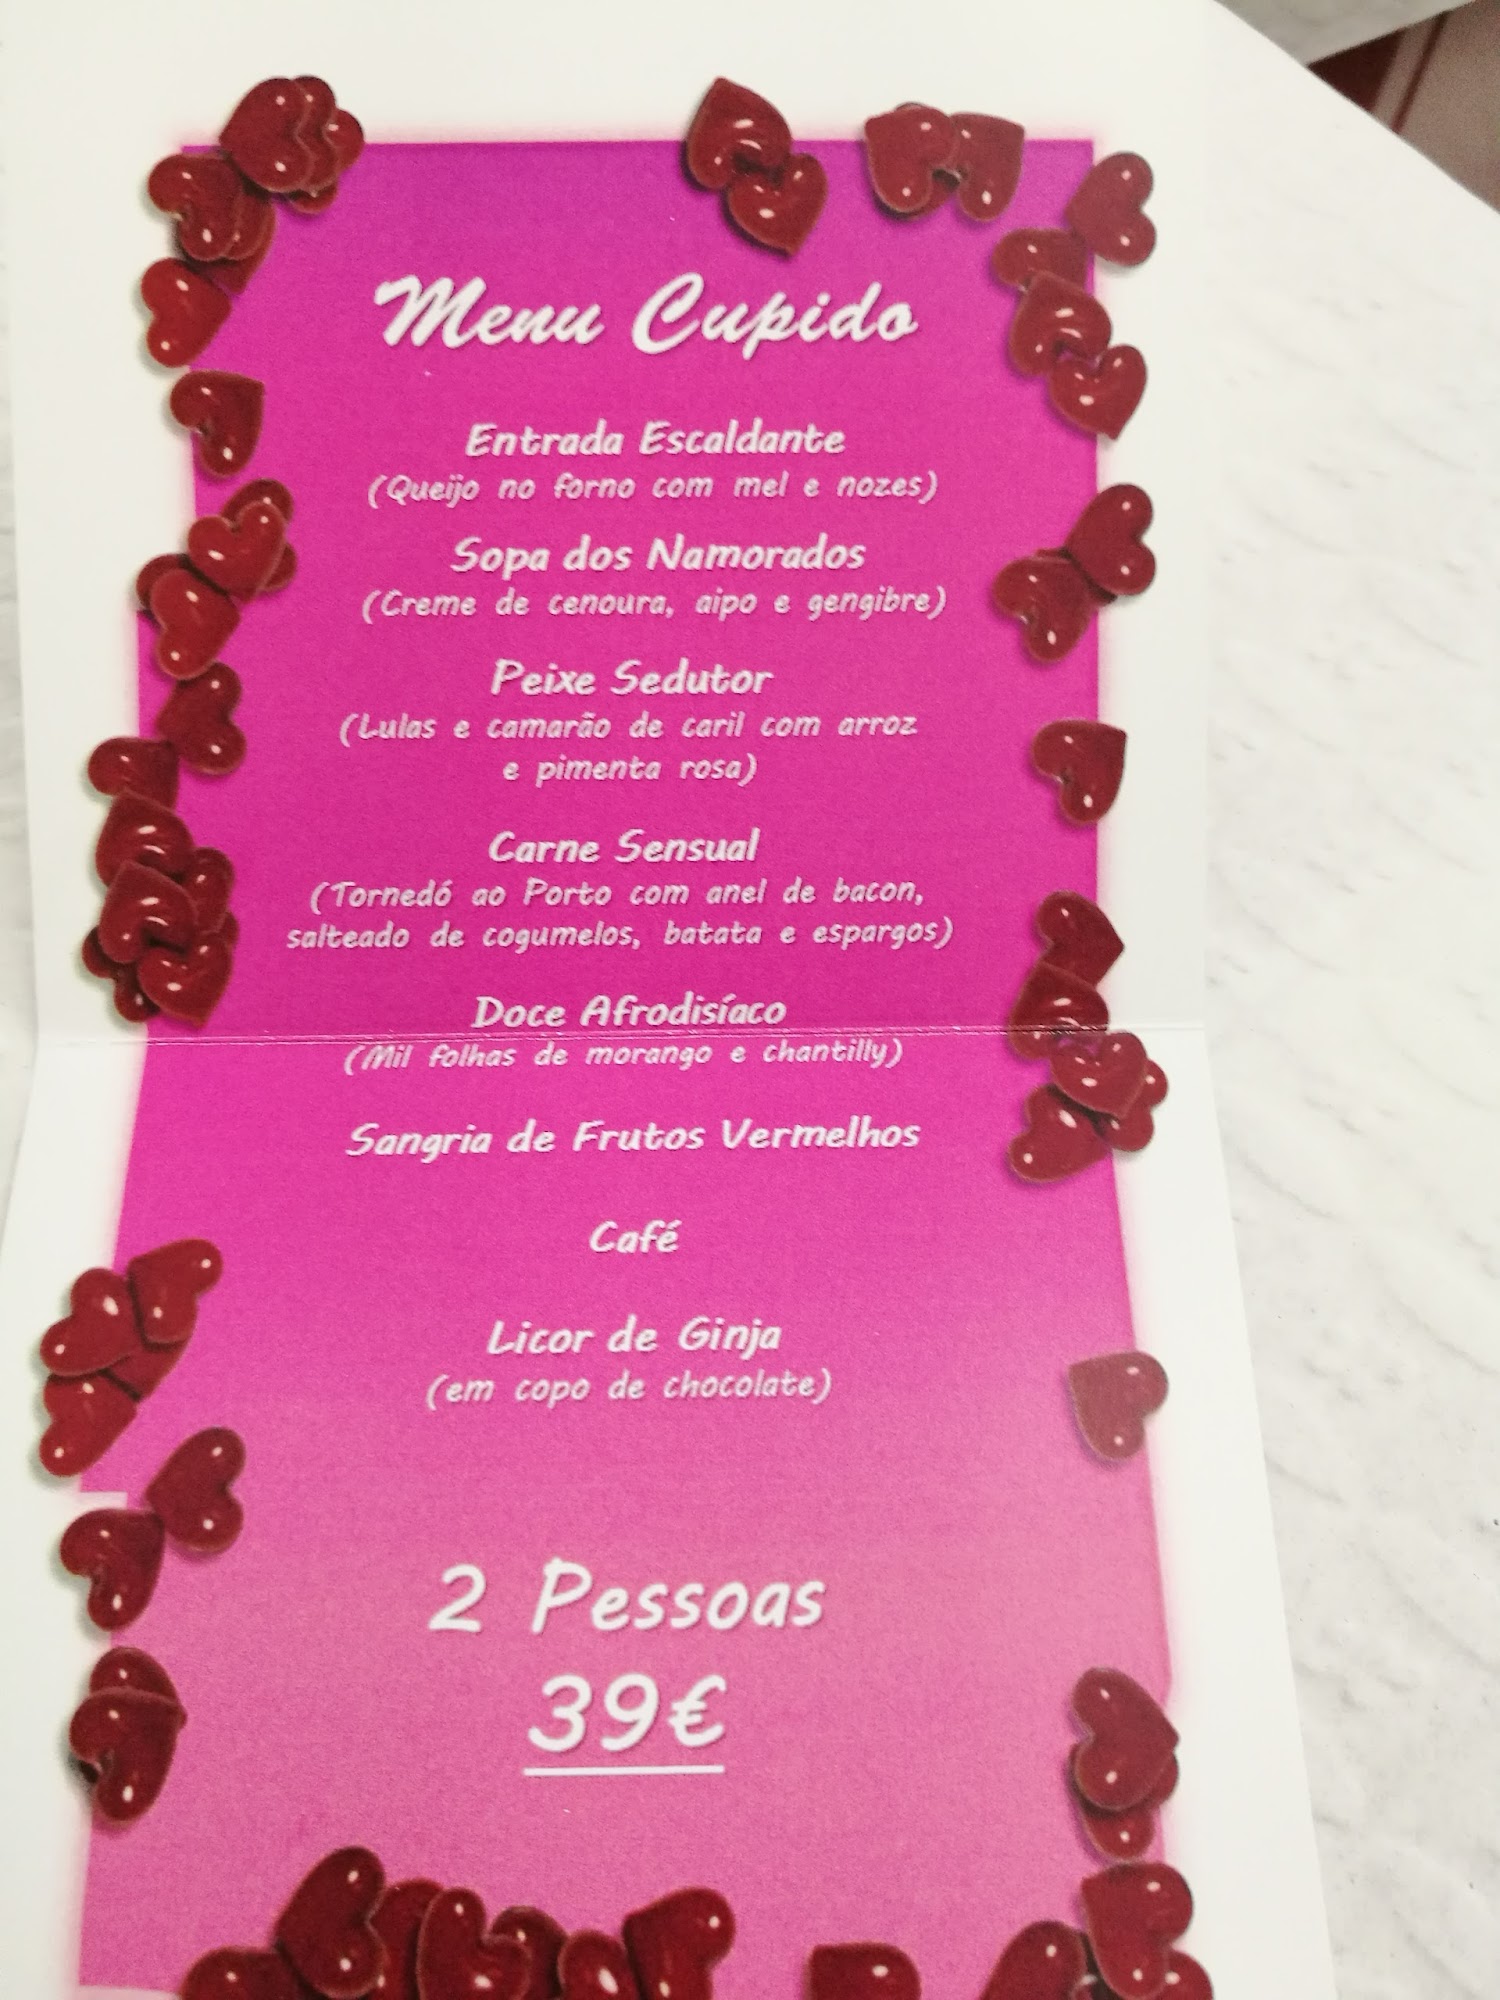 Menu Cupido
Entrada Escaldante
(Queijo no forno com mel e nozes)
Sopa dos Namorados
(Creme de cenoura, aipo e gengibre)
Peixe Sedutor
(Lulas e camarão de caril com arroz
e pimenta rosa)
Carne Sensual
(Tornedó ao Porto com anel de bacon,
salteado de cogumelos, batata e espargos)
Doce Afrodisíaco
(Mil folhas de morango e chantilly)
Sangria de Frutos Vermelhos
Café
Licor de Ginja
(em copo de chocolate)
2 Pessoas
39€